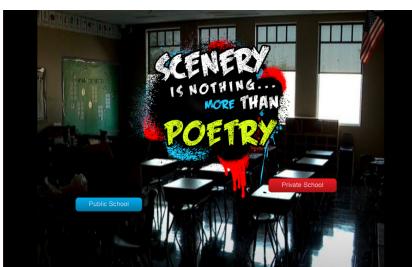 SCENERY
IS NOTHING...
MORE THAN
POETRY
Private School
Public School